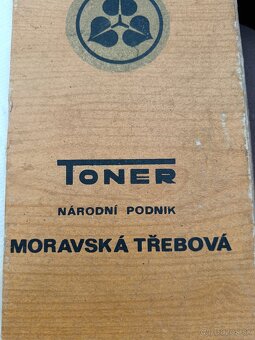 TONER
NÁRODNÍ PODNIK
MORAVSKÁ TŘEBOVÁ